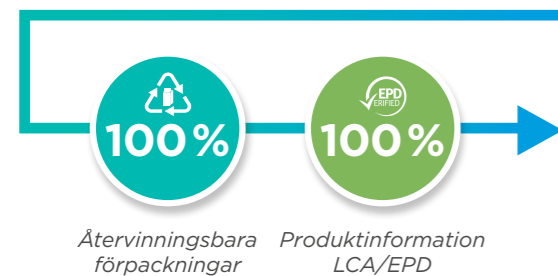 100 %
Återvinningsbara
förpackningar
EPD
VERIFIED
100 %
Produktinformation
LCA/EPD